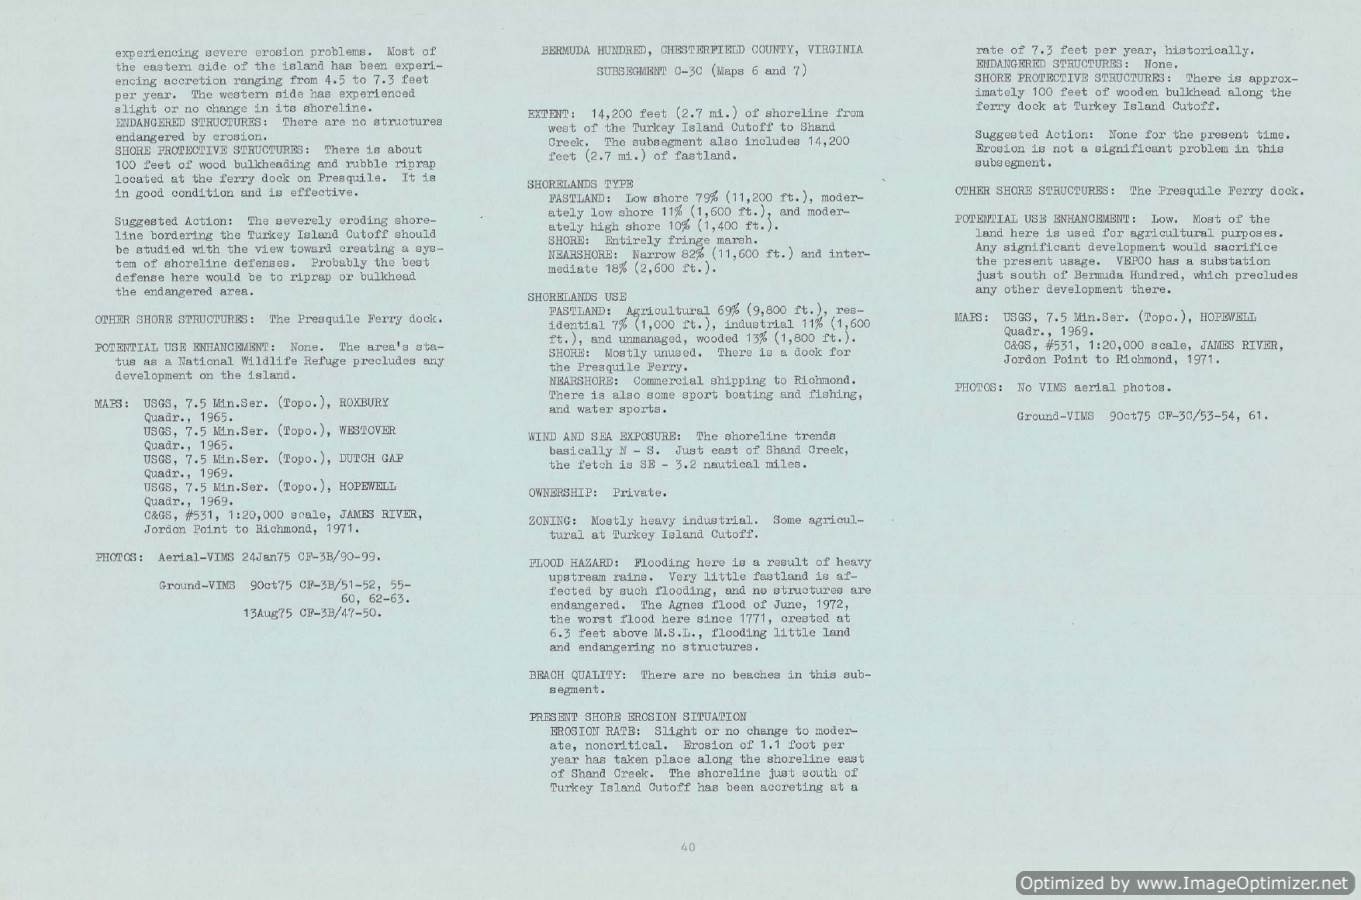 experiencing severe erosion problems. Most of
the eastern side of the island has been experi-
encing accretion ranging from 4.5 to 7.3 feet
per year. The western side has experienced
slight or no change in its shoreline.
ENDANGERED STRUCTURES: There are no structures
endangered by erosion.
SHORE PROTECTIVE STRUCTURES: There is about
100 feet of wood bulkheading and rubble riprap
located at the ferry dock on Presquile. It is
in good condition and is effective.
Suggested Action: The severely eroding shore-
line bordering the Turkey Island Cutoff should
be studied with the view toward creating a sys-
tem of shoreline defenses. Probably the best
defense here would be to riprap or bulkhead
the endangered area.
OTHER SHORE STRUCTURES: The Presquile Ferry dock.
POTENTIAL USE ENHANCEMENT: None. The area's sta-
tus as a National Wildlife Refuge precludes any
development on the island.
MAPS: USGS, 7.5 Min.Ser. (Topo.), ROXBURY
Quadr., 1965.
USGS, 7.5 Min.Ser. (Topo.), WESTOVER
Quadr., 1965.
USGS, 7.5 Min.Ser. (Topo.), DUTCH GAP
Quadr., 1969.
USGS, 7.5 Min.Ser. (Topo.), HOPEWELL
Quadr., 1969.
C&GS, #531, 1:20,000 scale, JAMES RIVER,
Jordon Point to Richmond, 1971.
PHOTOS: Aerial-VIMS 24Jan75 CF-3B/90-99.
Ground-VIMS 9Oct75 CF-3B/51-52, 55-
60, 62-63.
13Aug75 CF-3B/47-50.
BERMUDA HUNDRED, CHESTERFIELD COUNTY, VIRGINIA
SUBSEGMENT C-3C (Maps 6 and 7)
EXTENT: 14,200 feet (2.7 mi.) of shoreline from
west of the Turkey Island Cutoff to Shand
Creek. The subsegment also includes 14,200
feet (2.7 mi.) of fastland.
SHORELANDS TYPE
FASTLAND: Low shore 79% (11,200 ft.), moder-
ately low shore 11% (1,600 ft.), and moder-
ately high shore 10% (1,400 ft.).
SHORE: Entirely fringe marsh.
NEARSHORE: Narrow 82% (11,600 ft.) and inter-
mediate 18% (2,600 ft.).
SHORELANDS USE
FASTLAND: Agricultural 69% (9,800 ft.), res-
idential 7% (1,000 ft.), industrial 11% (1,600
ft.), and unmanaged, wooded 13% (1,800 ft.).
SHORE: Mostly unused. There is a dock for
the Presquile Ferry.
NEARSHORE: Commercial shipping to Richmond.
There is also some sport boating and fishing,
and water sports.
WIND AND SEA EXPOSURE: The shoreline trends
basically N - S. Just east of Shand Creek,
the fetch is SE - 3.2 nautical miles.
OWNERSHIP: Private.
ZONING: Mostly heavy industrial. Some agricul-
tural at Turkey Island Cutoff.
FLOOD HAZARD: Flooding here is a result of heavy
upstream rains. Very little fastland is af-
fected by such flooding, and no structures are
endangered. The Agnes flood of June, 1972,
the worst flood here since 1771, crested at
6.3 feet above M.S.L., flooding little land
and endangering no structures.
BEACH QUALITY: There are no beaches in this sub-
segment.
PRESENT SHORE EROSION SITUATION
EROSION RATE: Slight or no change to moder-
ate, noncritical. Erosion of 1.1 foot per
year has taken place along the shoreline east
of Shand Creek. The shoreline just south of
Turkey Island Cutoff has been accreting at a
rate of 7.3 feet per year, historically.
ENDANGERED STRUCTURES: None.
SHORE PROTECTIVE STRUCTURES: There is approx-
imately 100 feet of wooden bulkhead along the
ferry dock at Turkey Island Cutoff.
Suggested Action: None for the present time.
Erosion is not a significant problem in this
subsegment.
OTHER SHORE STRUCTURES: The Presquile Ferry dock.
POTENTIAL USE ENHANCEMENT: Low. Most of the
land here is used for agricultural purposes.
Any significant development would sacrifice
the present usage. VEPCO has a substation
just south of Bermuda Hundred, which precludes
any other development there.
MAPS: USGS, 7.5 Min.Ser. (Topo.), HOPEWELL
Quadr., 1969.
C&GS, #531, 1:20,000 scale, JAMES RIVER,
Jordon Point to Richmond, 1971.
PHOTOS: No VIMS aerial photos.
Ground-VIMS 9Oct75 CF-3C/53-54, 61.
40
Optimized by www.ImageOptimizer.net